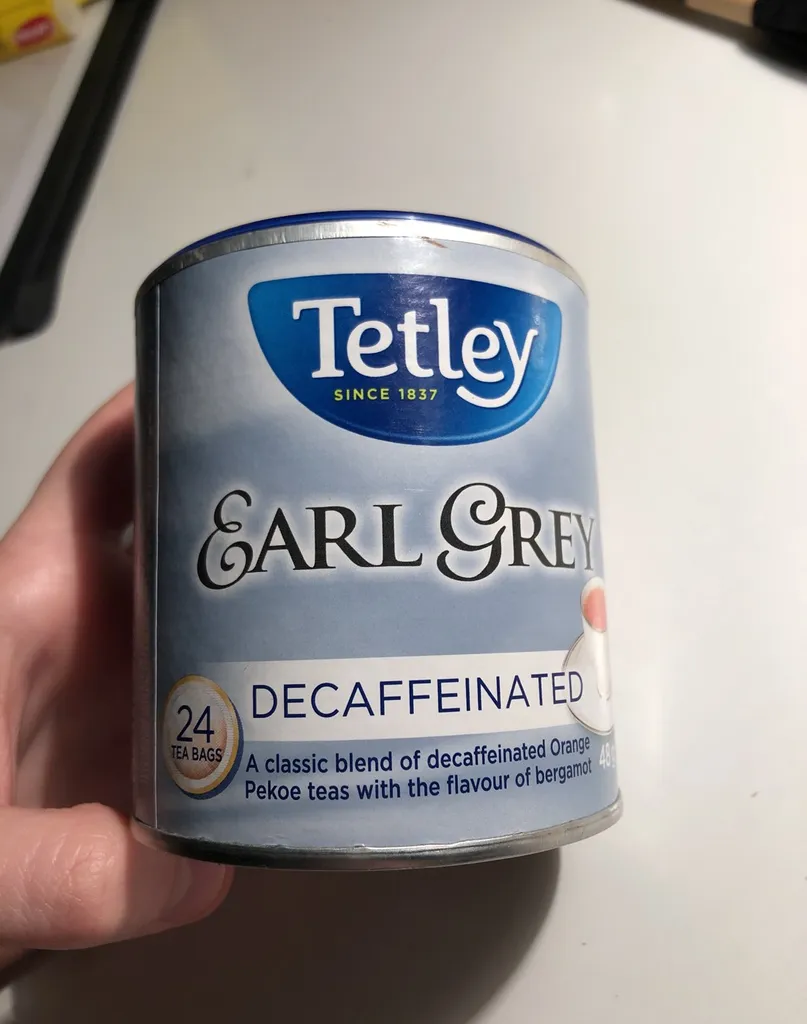 Tetley
SINCE 1837
EARL GREY
DECAFFEINATED
24
TEA BAGS
A classic blend of decaffeinated Orange
Pekoe teas with the flavour of bergamot
48